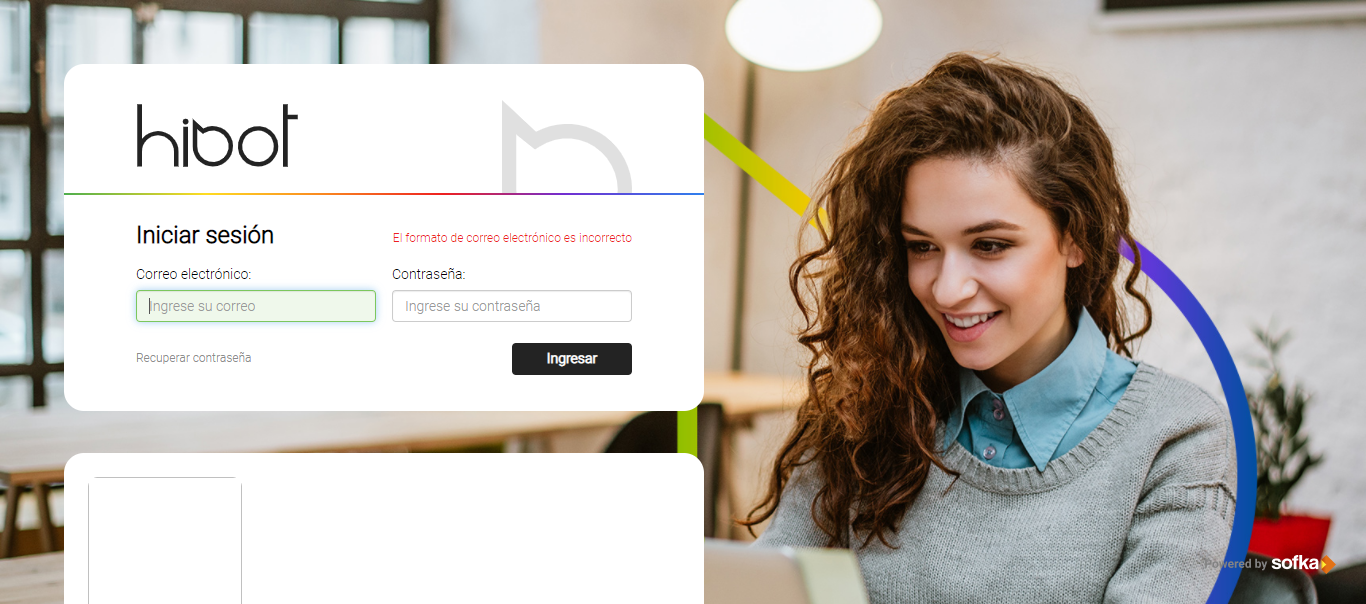 hibot
Iniciar sesión
El formato de correo electrónico es incorrecto
Correo electrónico:
Contraseña:
Ingrese su correo
Ingrese su contraseña
Recuperar contraseña
Ingresar
Powered by sofka